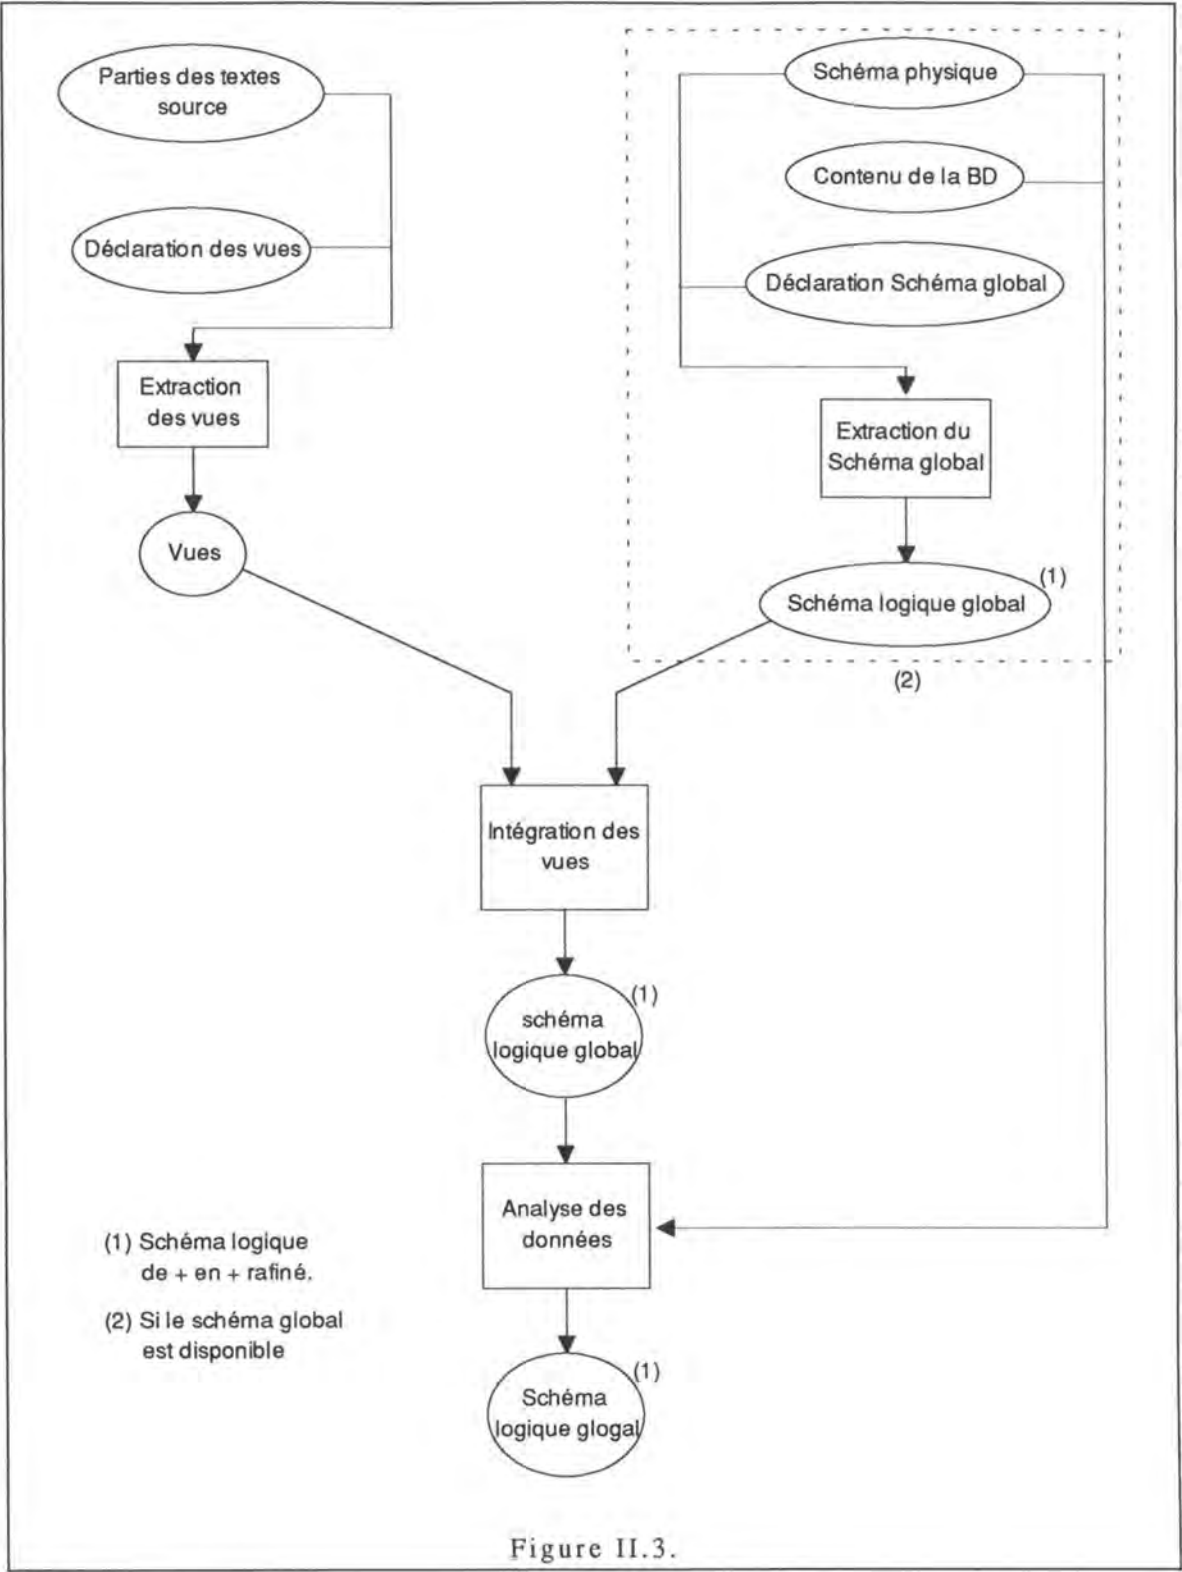 Parties des textes
source
Déclaration des vues
Extraction
des vues
Vues
Schéma physique
Contenu de la BD
Déclaration Schéma global
Extraction du
Schéma global
(1)
Schéma logique global
(2)
Intégration des
vues
(1)
schéma
logique global
Analyse des
données
(1) Schéma logique
de + en + rafiné.
(2) Si le schéma global
est disponible
(1)
Schéma
logique glogal
Figure II.3.